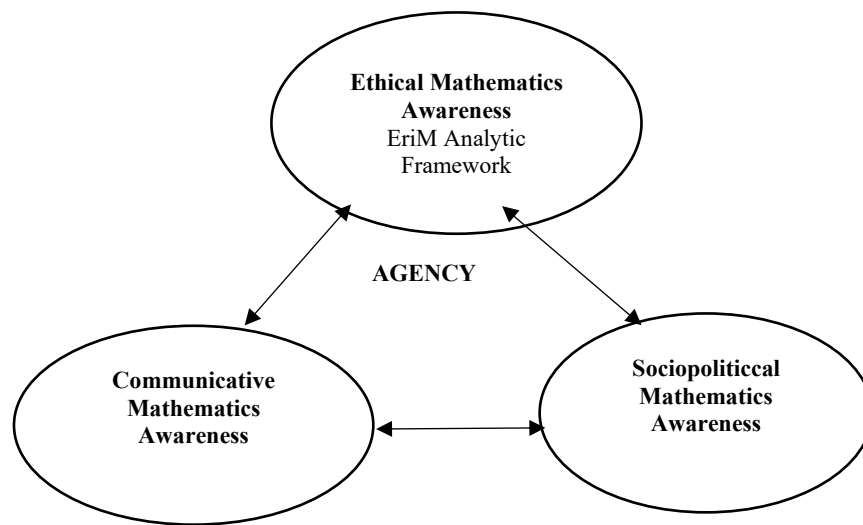 Ethical Mathematics
Awareness
EriM Analytic
Framework
AGENCY
Communicative
Mathematics
Awareness
Sociopoliticcal
Mathematics
Awareness